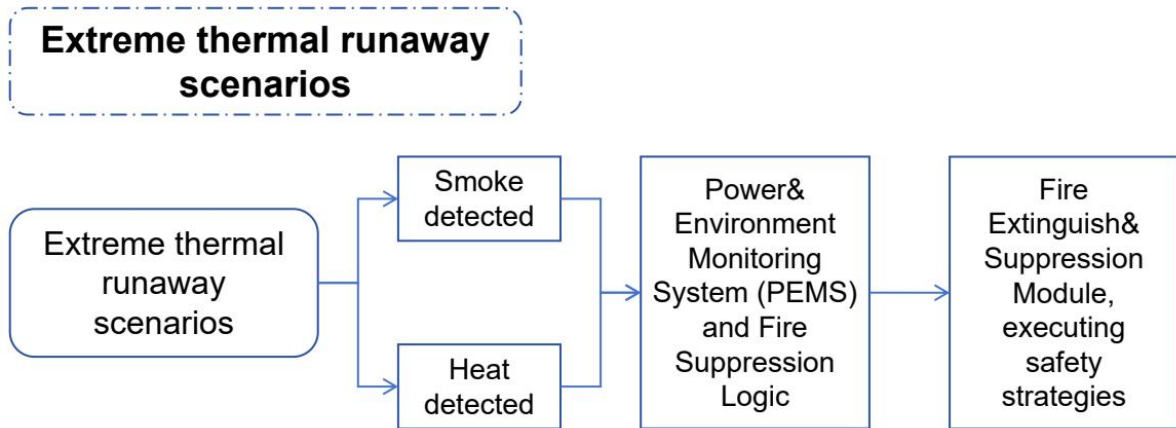 Extreme thermal runaway
scenarios
Extreme thermal
runaway
scenarios
Smoke
detected
Heat
detected
Power&
Environment
Monitoring
System (PEMS)
and Fire
Suppression
Logic
Fire
Extinguish&
Suppression
Module,
executing
safety
strategies